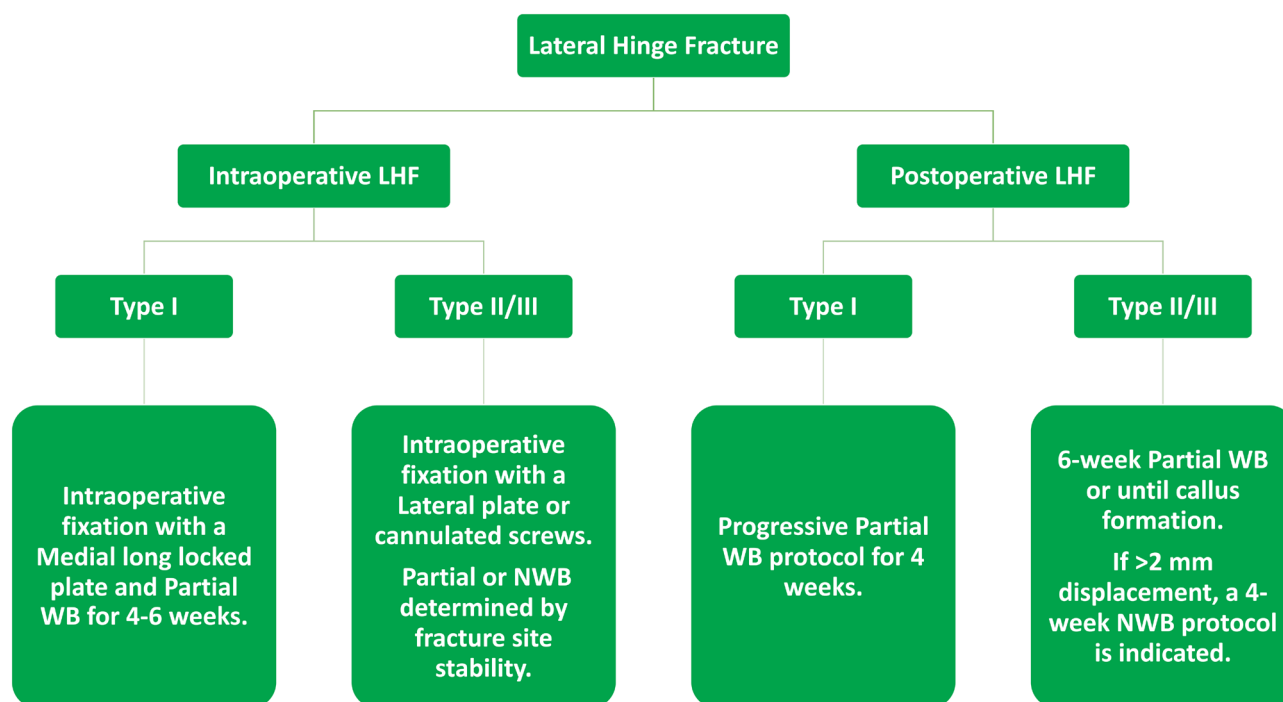 Lateral Hinge Fracture
Intraoperative LHF
Postoperative LHF
Type I
Type II/III
Type I
Type II/III
Intraoperative
fixation with a
Medial long locked
plate and Partial
WB for 4-6 weeks.
Intraoperative
fixation with a
Lateral plate or
cannulated screws.
Partial or NWB
determined by
fracture site
stability.
Progressive Partial
WB protocol for 4
weeks.
6-week Partial WB
or until callus
formation.
If >2 mm
displacement, a 4-
week NWB protocol
is indicated.